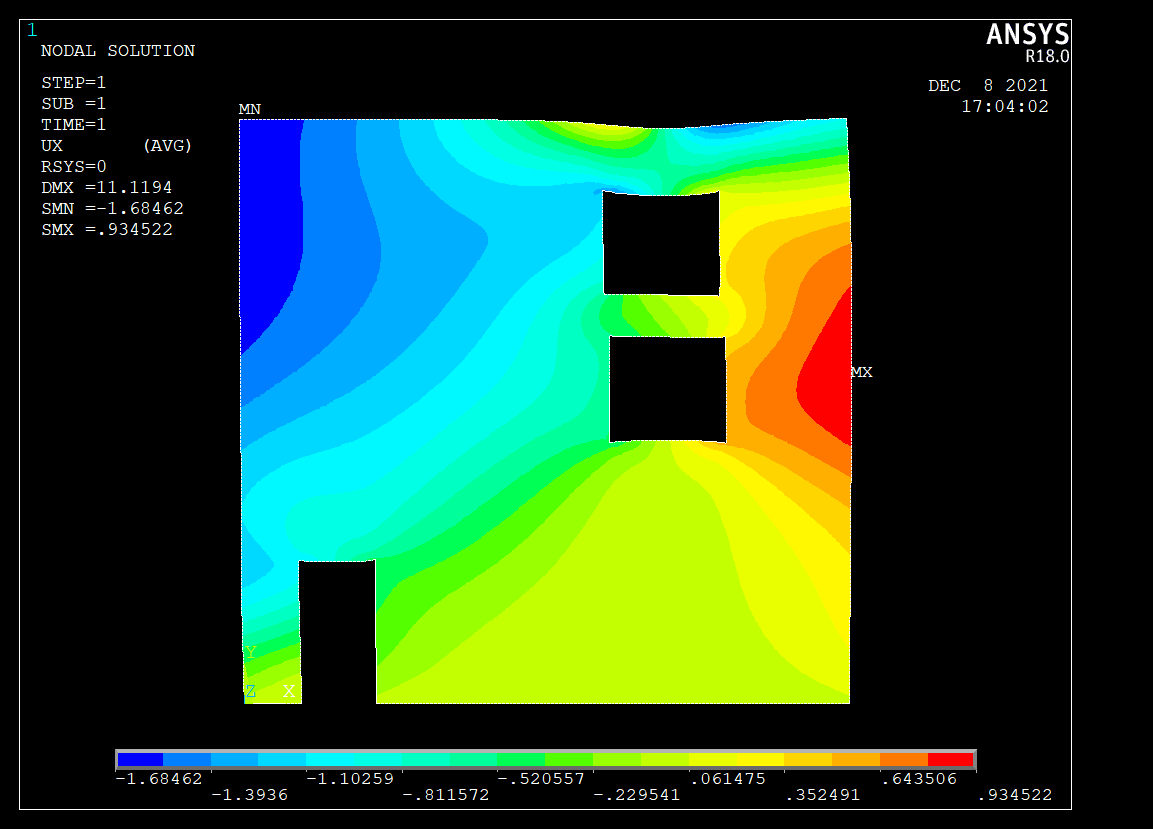 1
NODAL SOLUTION
STEP=1
SUB =1
TIME=1
UX (AVG)
RSYS=0
DMX =11.1194
SMN =-1.68462
SMX =.934522
ANSYS
R18.0
DEC 8 2021
17:04:02
MN
MX
Y
Z X
-1.68462 -1.10259 -.520557 .061475 .643506
-1.3936 -.811572 -.229541 .352491 .934522